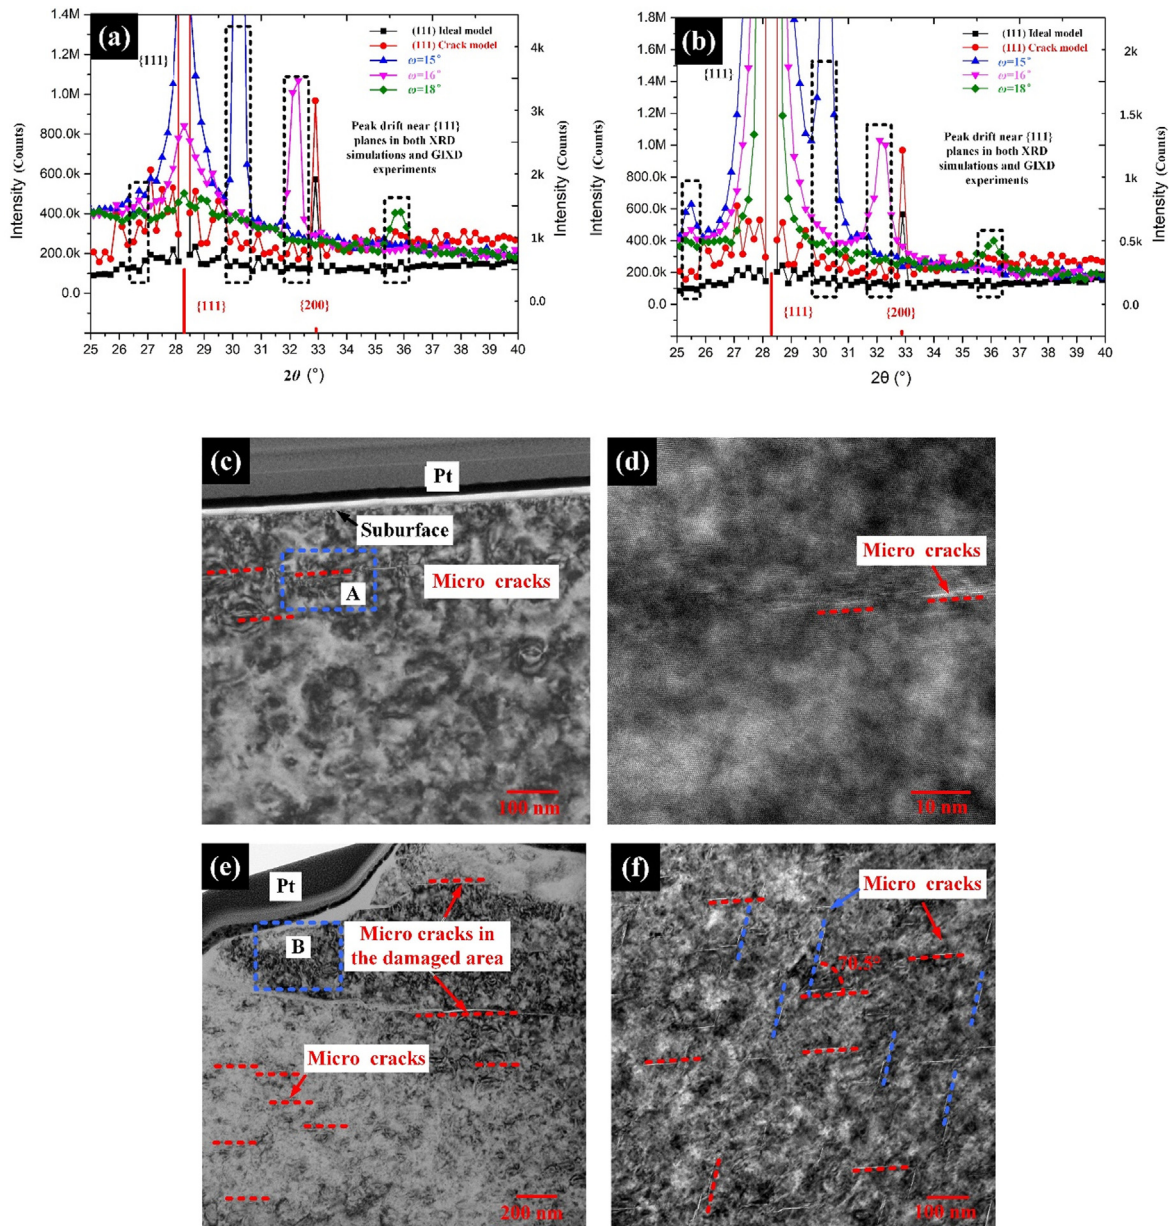 (a)
(111) Ideal model
(111) Crack model
ω=15°
ω=16°
ω=18°
{111}
Peak drift near {111}
planes in both XRD
simulations and GIXD
experiments
Intensity (Counts)
1.4M
1.2M
1.0M
800.0k
600.0k
400.0k
200.0k
0.0
4k
3k
2k
1k
0.0
Intensity (Counts)
{111}
{200}
25 26 27 28 29 30 31 32 33 34 35 36 37 38 39 40
2θ (°)
(b)
(111) Ideal model
(111) Crack model
ω=15°
ω=16°
ω=18°
{111}
Peak drift near {111}
planes in both XRD
simulations and GIXD
experiments
Intensity (Counts)
1.8M
1.6M
1.4M
1.2M
1.0M
800.0k
600.0k
400.0k
200.0k
0.0
2k
1.5k
1k
0.5k
0.0
Intensity (Counts)
{111}
{200}
25 26 27 28 29 30 31 32 33 34 35 36 37 38 39 40
2θ (°)
(c)
Pt
Suburface
Micro cracks
A
100 nm
(d)
Micro cracks
10 nm
(e)
Pt
B
Micro cracks in
the damaged area
Micro cracks
200 nm
(f)
Micro cracks
70.5°
100 nm